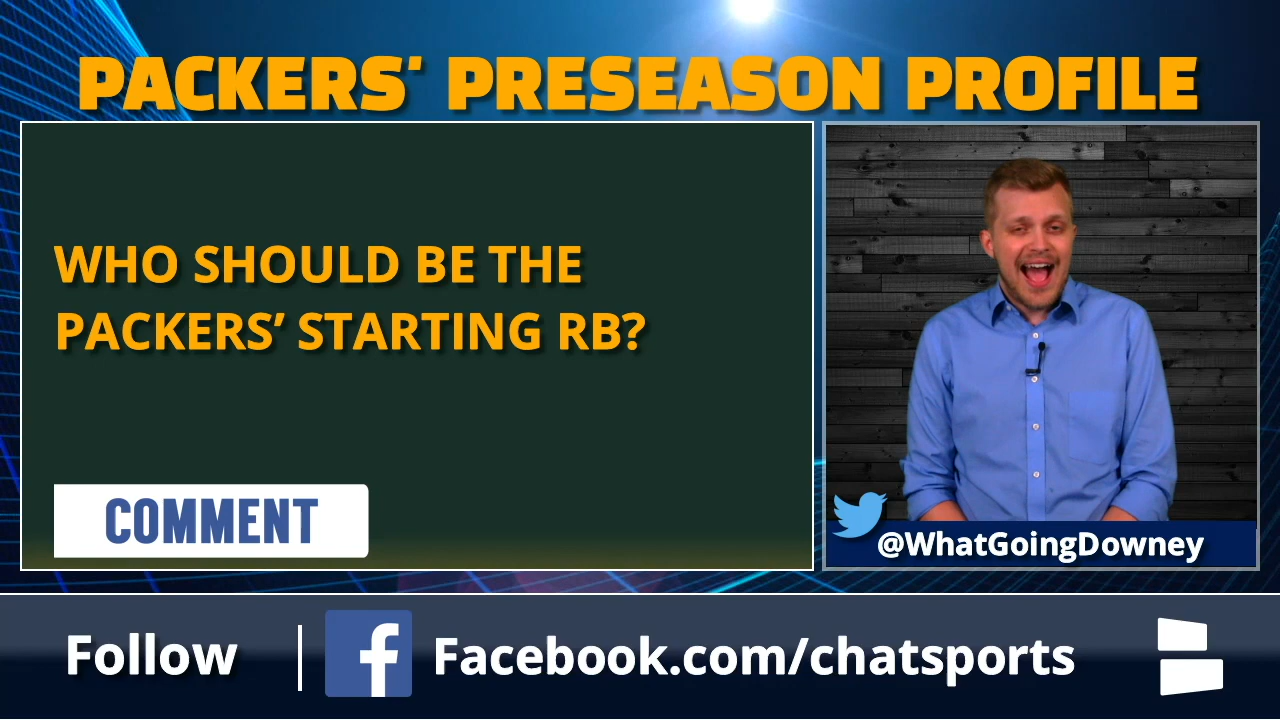 PACKERS' PRESEASON PROFILE
WHO SHOULD BE THE
PACKERS' STARTING RB?
COMMENT
@WhatGoingDowney
Follow
Facebook.com/chatsports